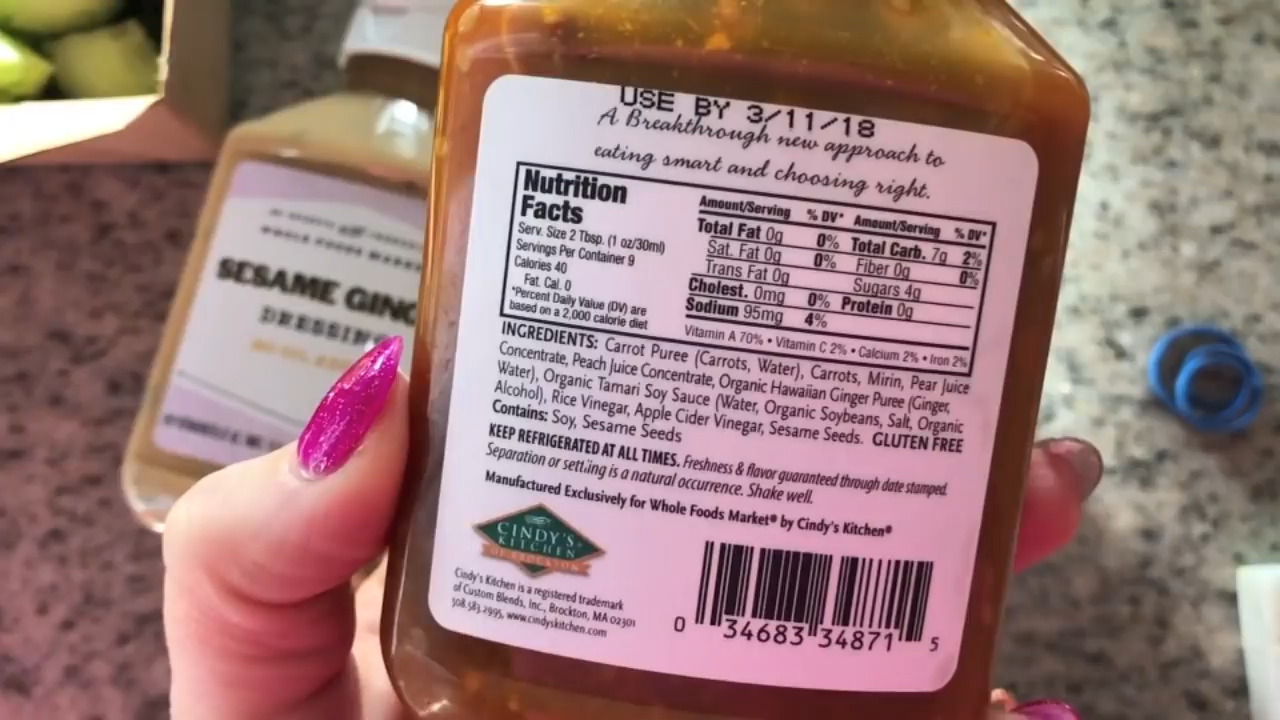 USE BY 3/11/18
A Breakthrough new approach to
eating smart and choosing right.
Nutrition
Facts
Serv. Size 2 Tbsp. (1 oz/30ml)
Servings Per Container 9
Calories 40
Fat. Cal. 0
*Percent Daily Value (DV) are
based on a 2,000 calorie diet
Amount/Serving % DV* Amount/Serving % DV*
Total Fat 0g 0% Total Carb. 7g 2%
Sat. Fat 0g 0% Fiber 0g 0%
Trans Fat 0g Sugars 4g
Cholest. 0mg 0% Protein 0g
Sodium 95mg 4%
Vitamin A 70% • Vitamin C 2% • Calcium 2% • Iron 2%
INGREDIENTS: Carrot Puree (Carrots, Water), Carrots, Mirin, Pear Juice
Concentrate, Peach Juice Concentrate, Organic Hawaiian Ginger Puree (Ginger,
Water), Organic Tamari Soy Sauce (Water, Organic Soybeans, Salt, Organic
Alcohol), Rice Vinegar, Apple Cider Vinegar, Sesame Seeds. GLUTEN FREE
Contains: Soy, Sesame Seeds
KEEP REFRIGERATED AT ALL TIMES. Freshness & flavor guaranteed through date stamped.
Separation or settling is a natural occurrence. Shake well.
Manufactured Exclusively for Whole Foods Market® by Cindy's Kitchen®
CINDY'S
KITCHEN
OF BROCKTON
Cindy's Kitchen is a registered trademark
of Custom Blends, Inc., Brockton, MA 02301
508.583.2995, www.cindyskitchen.com
0 34683 34871 5
WHOLE FOODS MARKET
SESAME GING
DRESSIN